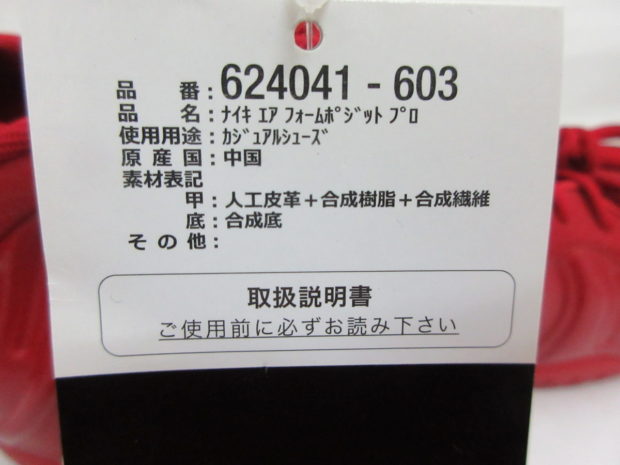 品番：624041-603
品名：ﾅｲｷ ｴｱ ﾌｫｰﾑﾎﾟｼﾞｯﾄ ﾌﾟﾛ
使用用途：ｶｼﾞｭｱﾙｼｭｰｽﾞ
原産国：中国
素材表記
甲：人工皮革＋合成樹脂＋合成繊維
底：合成底
その他：
取扱説明書
ご使用前に必ずお読み下さい